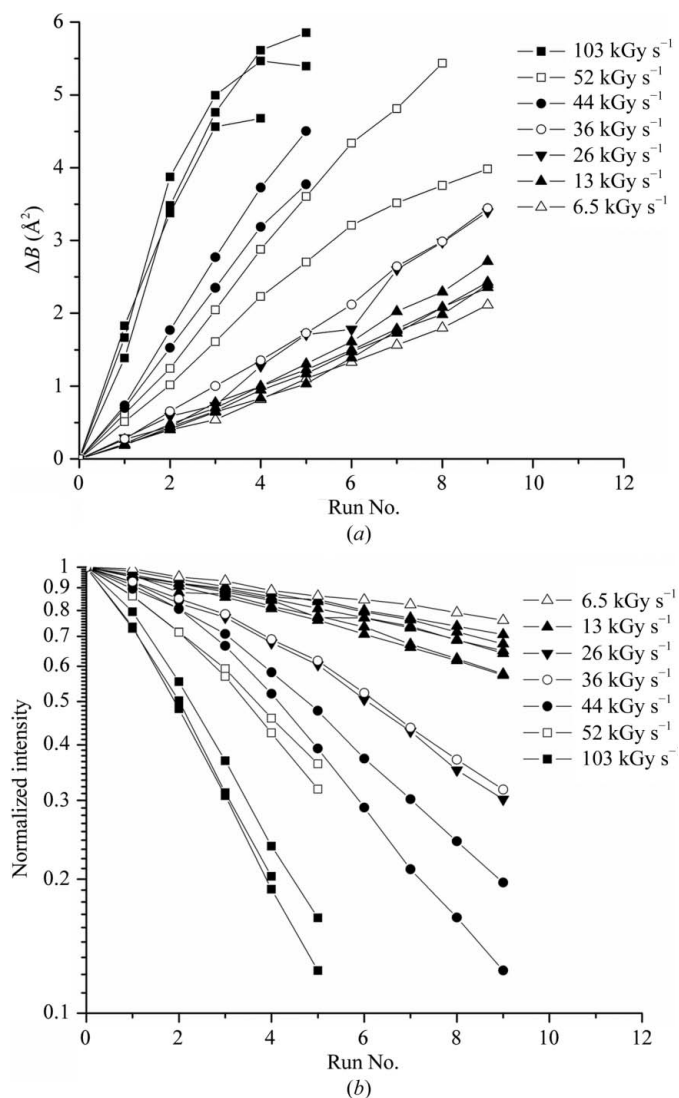 6
5
4
3
2
1
0
ΔB (Å²)
103 kGy s⁻¹
52 kGy s⁻¹
44 kGy s⁻¹
36 kGy s⁻¹
26 kGy s⁻¹
13 kGy s⁻¹
6.5 kGy s⁻¹
0 2 4 6 8 10 12
Run No.
(a)
1
0.9
0.8
0.7
0.6
0.5
0.4
0.3
0.2
0.1
Normalized intensity
6.5 kGy s⁻¹
13 kGy s⁻¹
26 kGy s⁻¹
36 kGy s⁻¹
44 kGy s⁻¹
52 kGy s⁻¹
103 kGy s⁻¹
0 2 4 6 8 10 12
Run No.
(b)